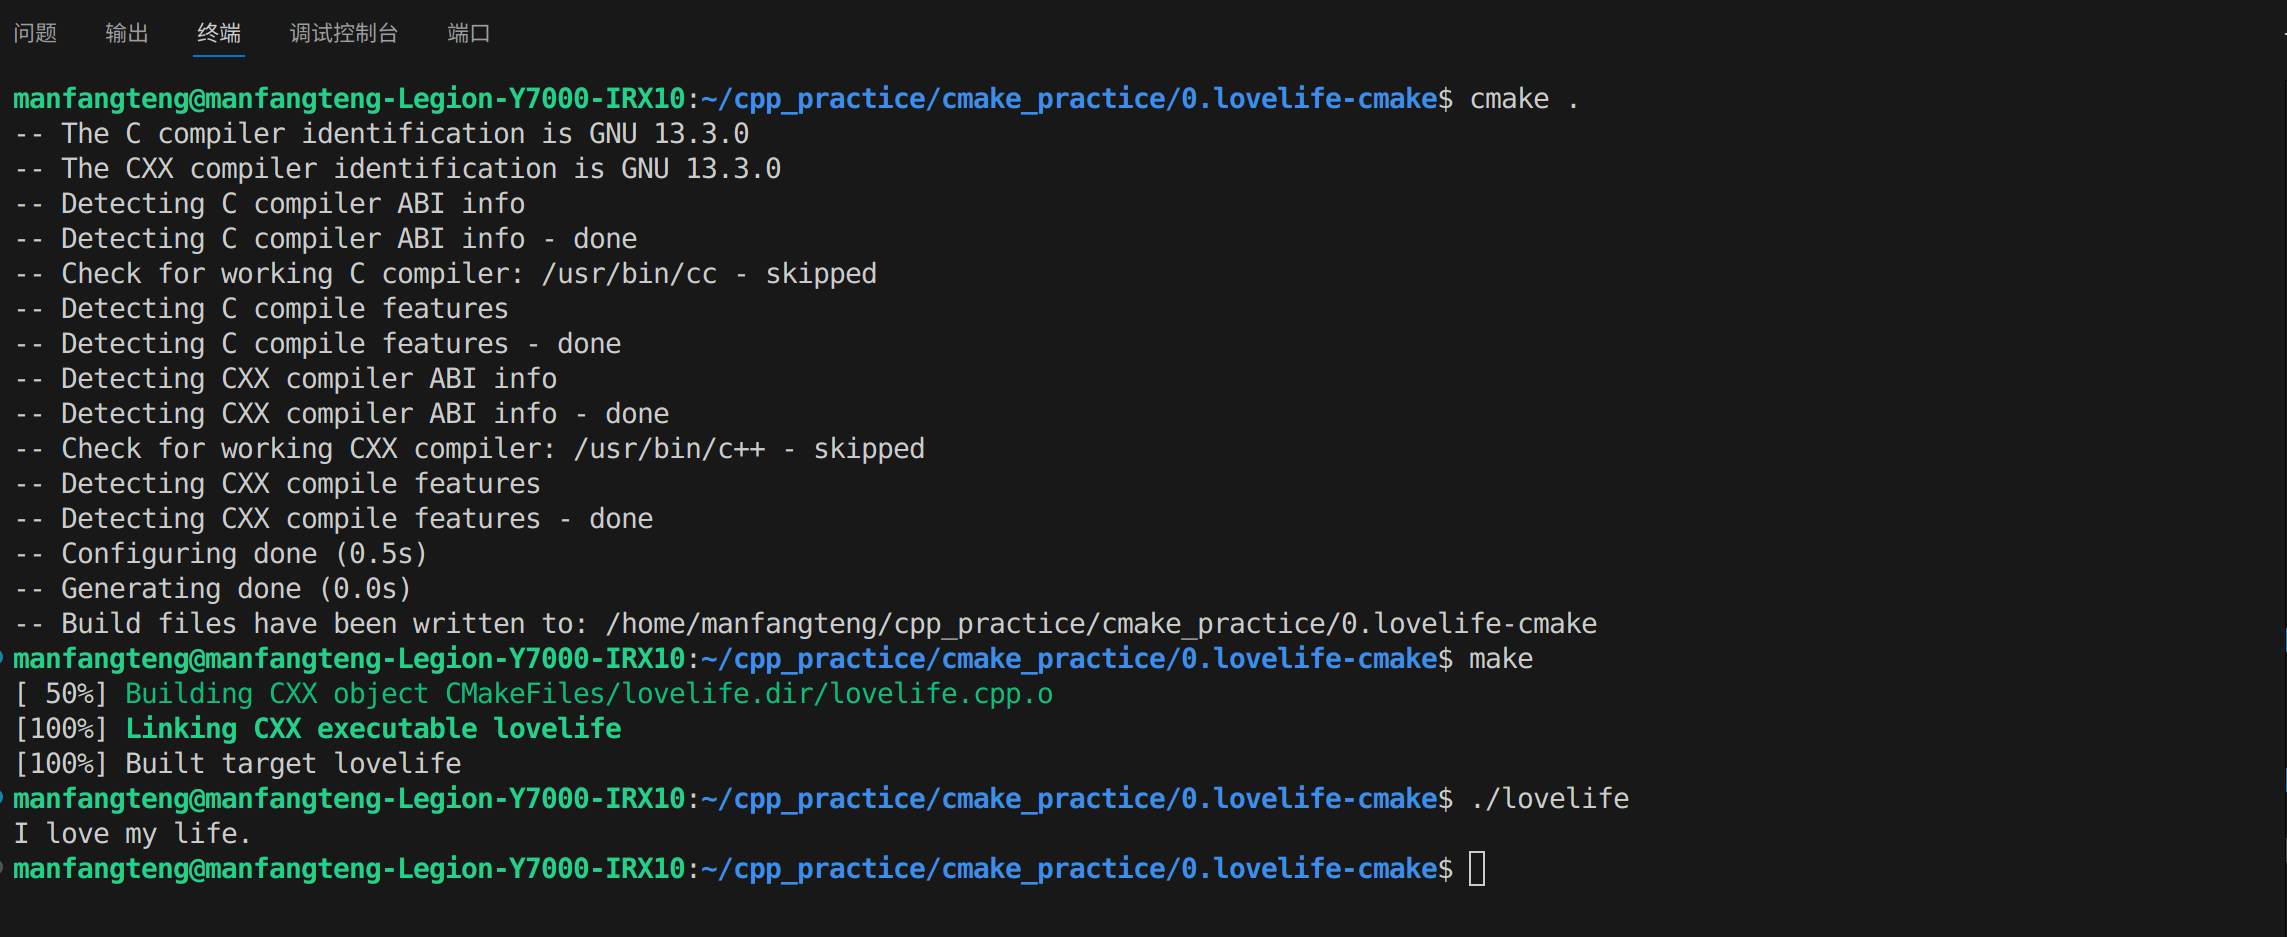 问题 输出 终端 调试控制台 端口
manfangteng@manfangteng-Legion-Y7000-IRX10:~/cpp_practice/cmake_practice/0.lovelife-cmake$ cmake .
-- The C compiler identification is GNU 13.3.0
-- The CXX compiler identification is GNU 13.3.0
-- Detecting C compiler ABI info
-- Detecting C compiler ABI info - done
-- Check for working C compiler: /usr/bin/cc - skipped
-- Detecting C compile features
-- Detecting C compile features - done
-- Detecting CXX compiler ABI info
-- Detecting CXX compiler ABI info - done
-- Check for working CXX compiler: /usr/bin/c++ - skipped
-- Detecting CXX compile features
-- Detecting CXX compile features - done
-- Configuring done (0.5s)
-- Generating done (0.0s)
-- Build files have been written to: /home/manfangteng/cpp_practice/cmake_practice/0.lovelife-cmake
manfangteng@manfangteng-Legion-Y7000-IRX10:~/cpp_practice/cmake_practice/0.lovelife-cmake$ make
[ 50%] Building CXX object CMakeFiles/lovelife.dir/lovelife.cpp.o
[100%] Linking CXX executable lovelife
[100%] Built target lovelife
manfangteng@manfangteng-Legion-Y7000-IRX10:~/cpp_practice/cmake_practice/0.lovelife-cmake$ ./lovelife
I love my life.
manfangteng@manfangteng-Legion-Y7000-IRX10:~/cpp_practice/cmake_practice/0.lovelife-cmake$